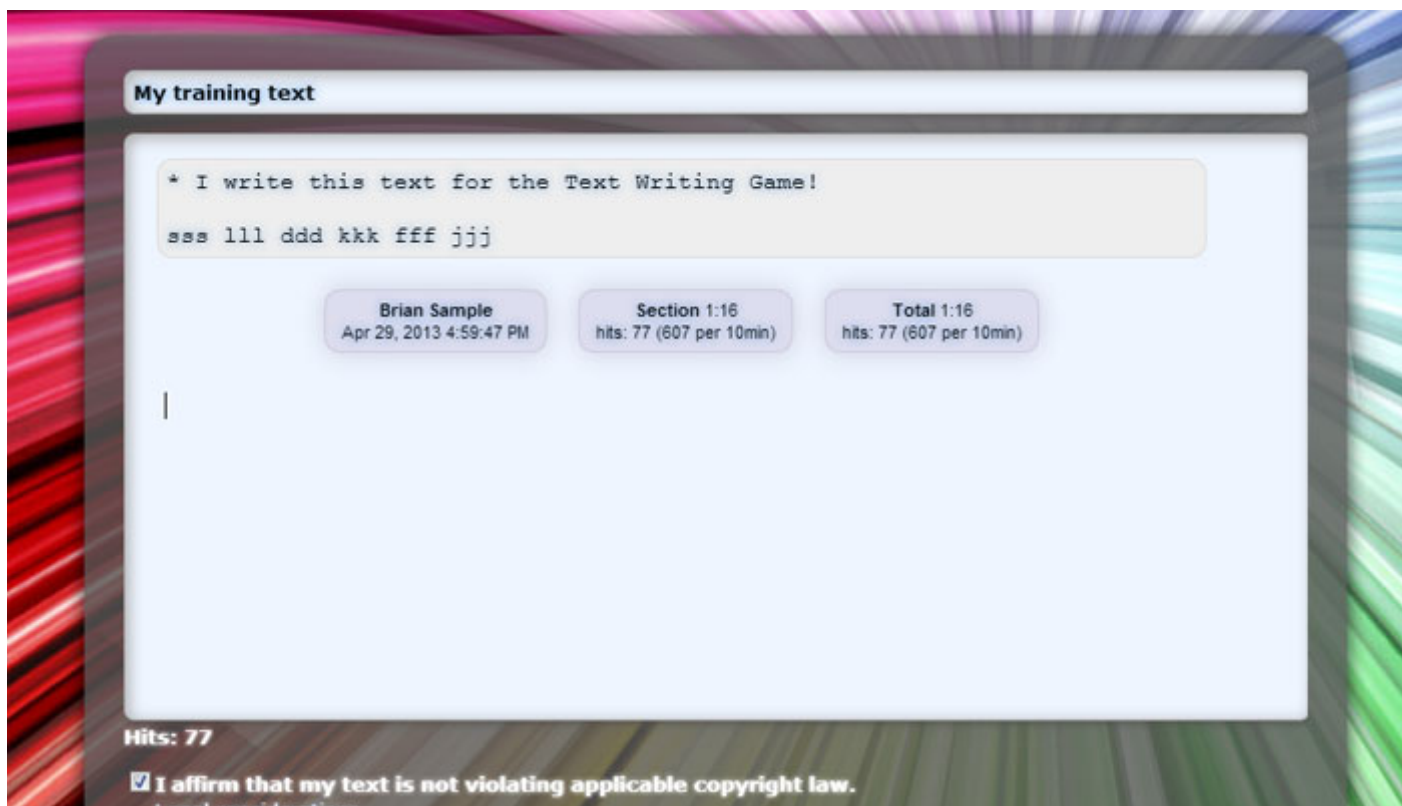 My training text
* I write this text for the Text Writing Game!
sss lll ddd kkk fff jjj
Brian Sample
Apr 29, 2013 4:59:47 PM
Section 1:16
hits: 77 (607 per 10min)
Total 1:16
hits: 77 (607 per 10min)
Hits: 77
I affirm that my text is not violating applicable copyright law.